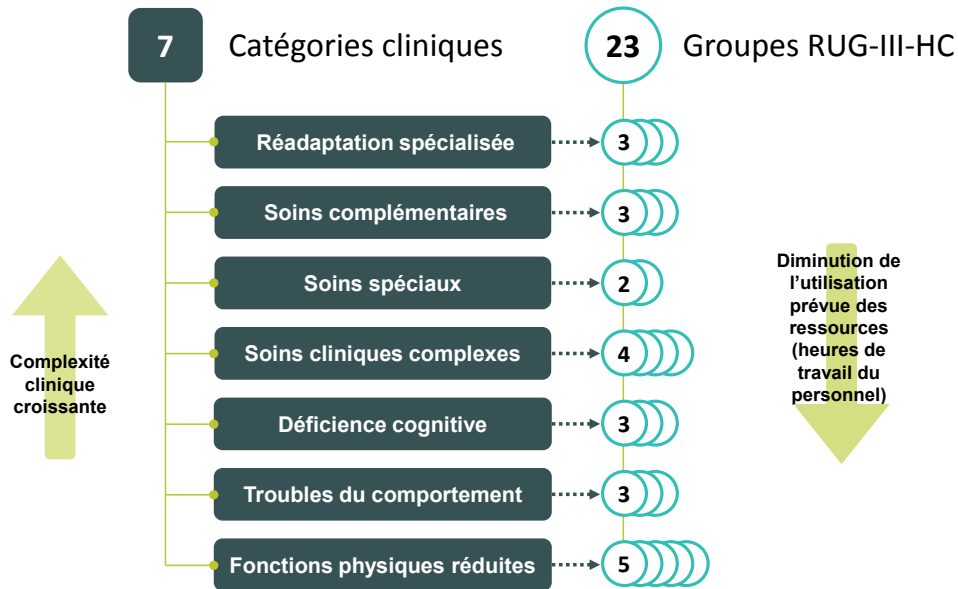 7 Catégories cliniques 23 Groupes RUG-III-HC
Réadaptation spécialisée 3
Soins complémentaires 3
Soins spéciaux 2
Soins cliniques complexes 4
Déficience cognitive 3
Troubles du comportement 3
Fonctions physiques réduites 5
Complexité
clinique
croissante
Diminution de
l’utilisation
prévue des
ressources
(heures de
travail du
personnel)